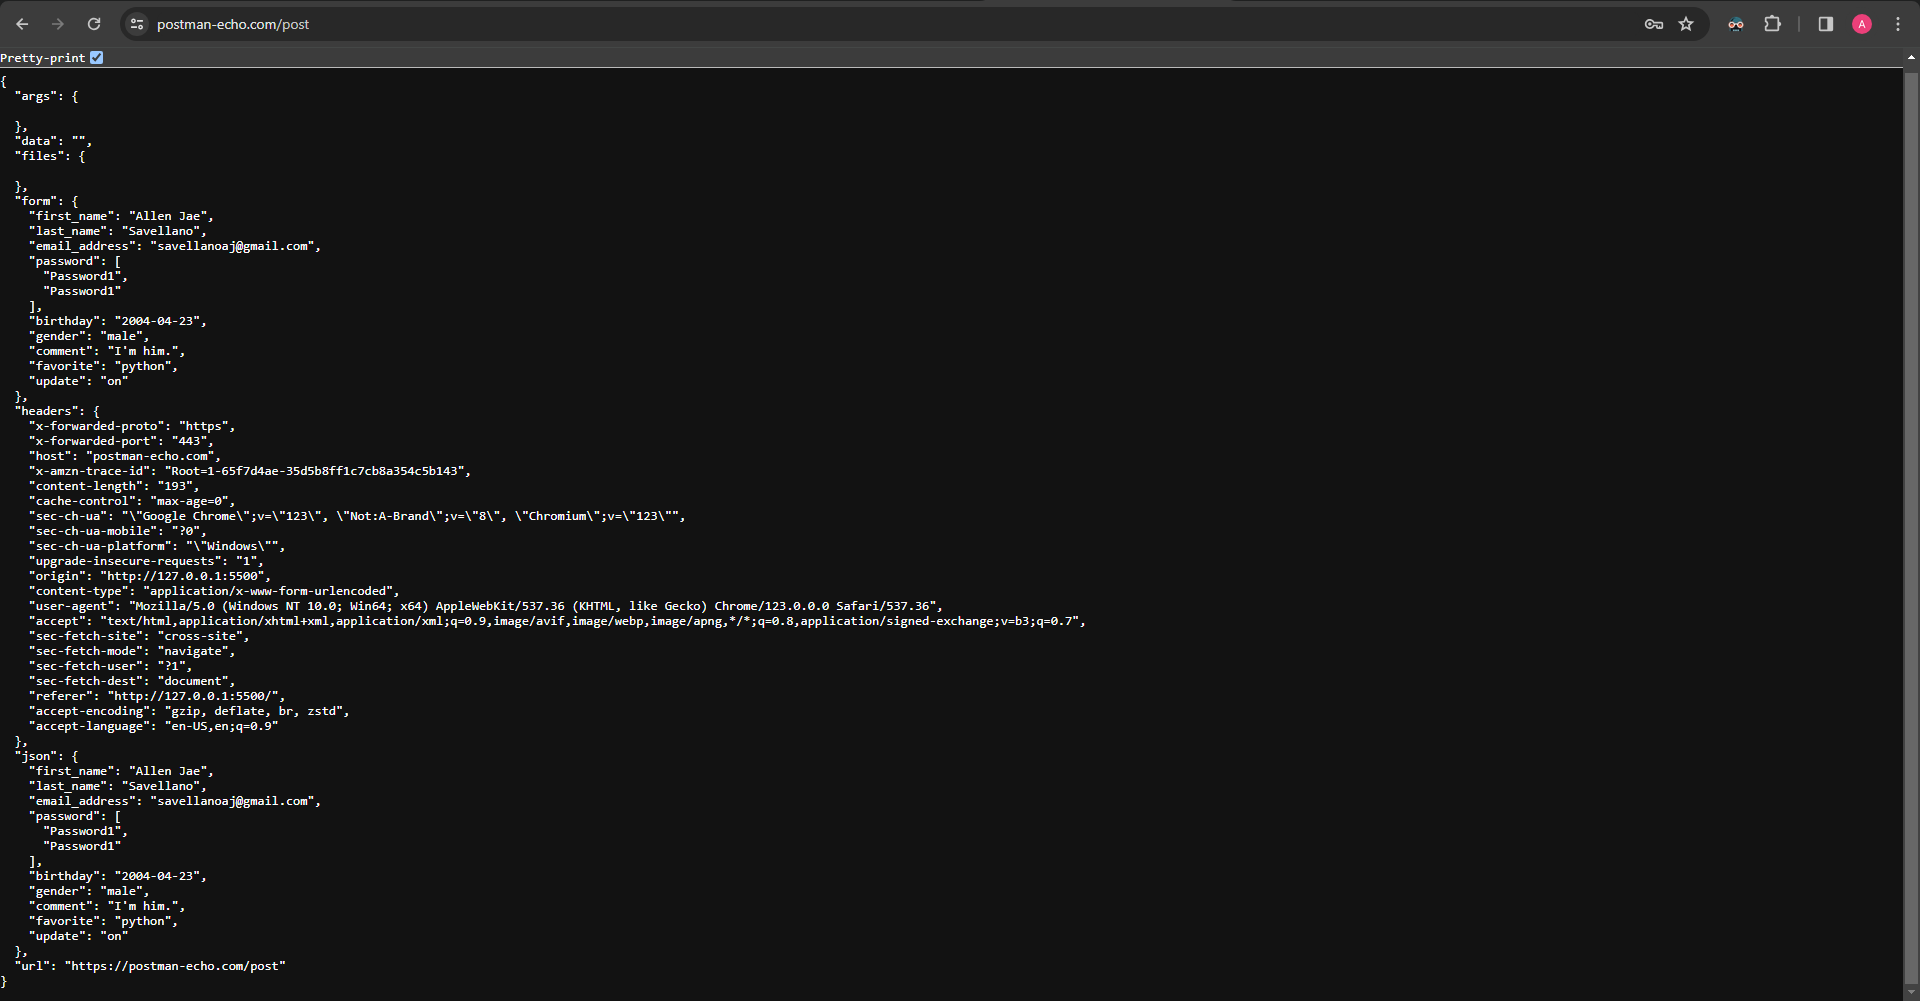 postman-echo.com/post
A
Pretty-print
{
  "args": {

  },
  "data": "",
  "files": {

  },
  "form": {
    "first_name": "Allen Jae",
    "last_name": "Savellano",
    "email_address": "savellanoaj@gmail.com",
    "password": [
      "Password1",
      "Password1"
    ],
    "birthday": "2004-04-23",
    "gender": "male",
    "comment": "I'm him.",
    "favorite": "python",
    "update": "on"
  },
  "headers": {
    "x-forwarded-proto": "https",
    "x-forwarded-port": "443",
    "host": "postman-echo.com",
    "x-amzn-trace-id": "Root=1-65f7d4ae-35d5b8ff1c7cb8a354c5b143",
    "content-length": "193",
    "cache-control": "max-age=0",
    "sec-ch-ua": "\"Google Chrome\";v=\"123\", \"Not:A-Brand\";v=\"8\", \"Chromium\";v=\"123\"",
    "sec-ch-ua-mobile": "?0",
    "sec-ch-ua-platform": "\"Windows\"",
    "upgrade-insecure-requests": "1",
    "origin": "http://127.0.0.1:5500",
    "content-type": "application/x-www-form-urlencoded",
    "user-agent": "Mozilla/5.0 (Windows NT 10.0; Win64; x64) AppleWebKit/537.36 (KHTML, like Gecko) Chrome/123.0.0.0 Safari/537.36",
    "accept": "text/html,application/xhtml+xml,application/xml;q=0.9,image/avif,image/webp,image/apng,*/*;q=0.8,application/signed-exchange;v=b3;q=0.7",
    "sec-fetch-site": "cross-site",
    "sec-fetch-mode": "navigate",
    "sec-fetch-user": "?1",
    "sec-fetch-dest": "document",
    "referer": "http://127.0.0.1:5500/",
    "accept-encoding": "gzip, deflate, br, zstd",
    "accept-language": "en-US,en;q=0.9"
  },
  "json": {
    "first_name": "Allen Jae",
    "last_name": "Savellano",
    "email_address": "savellanoaj@gmail.com",
    "password": [
      "Password1",
      "Password1"
    ],
    "birthday": "2004-04-23",
    "gender": "male",
    "comment": "I'm him.",
    "favorite": "python",
    "update": "on"
  },
  "url": "https://postman-echo.com/post"
}